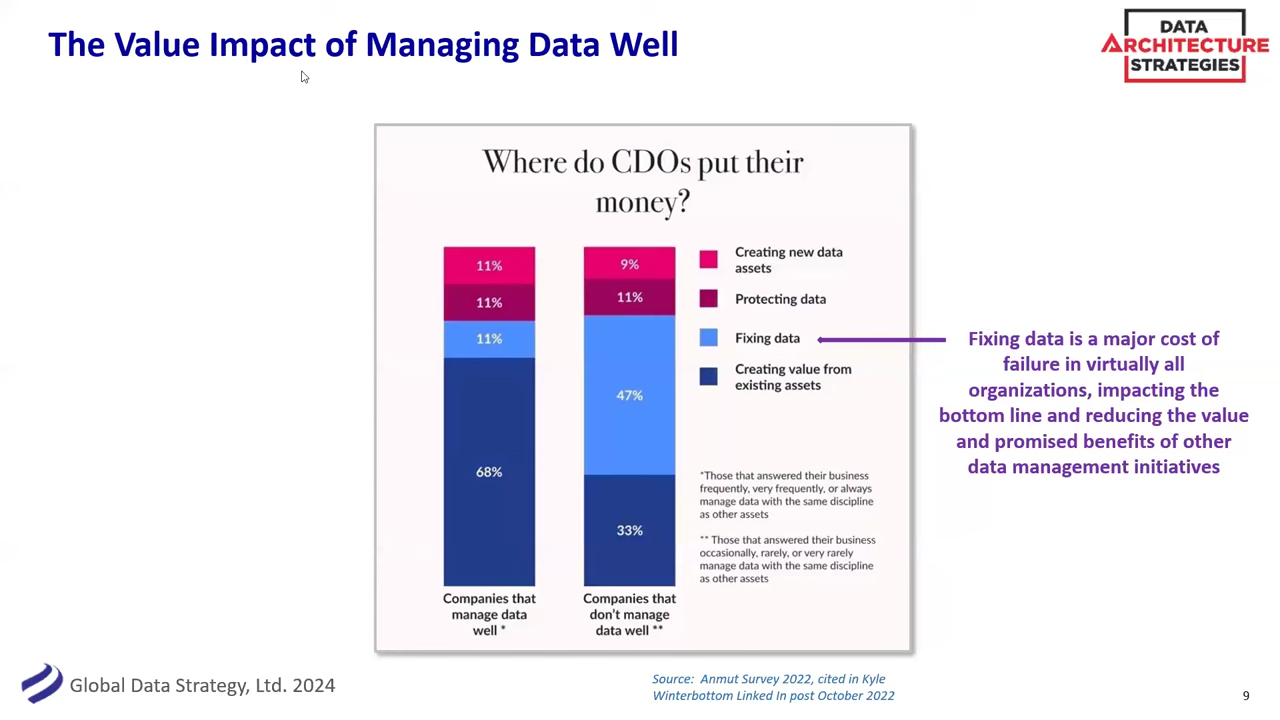 The Value Impact of Managing Data Well
DATA
ARCHITECTURE
STRATEGIES
Where do CDOs put their
money?
11%
11%
11%
68%
9%
11%
47%
33%
Creating new data
assets
Protecting data
Fixing data
Creating value from
existing assets
*Those that answered their business
frequently, very frequently, or always
manage data with the same discipline
as other assets
** Those that answered their business
occasionally, rarely, or very rarely
manage data with the same discipline
as other assets
Companies that
manage data
well *
Companies that
don't manage
data well **
Fixing data is a major cost of
failure in virtually all
organizations, impacting the
bottom line and reducing the value
and promised benefits of other
data management initiatives
Global Data Strategy, Ltd. 2024
Source: Anmut Survey 2022, cited in Kyle
Winterbottom Linked In post October 2022
9